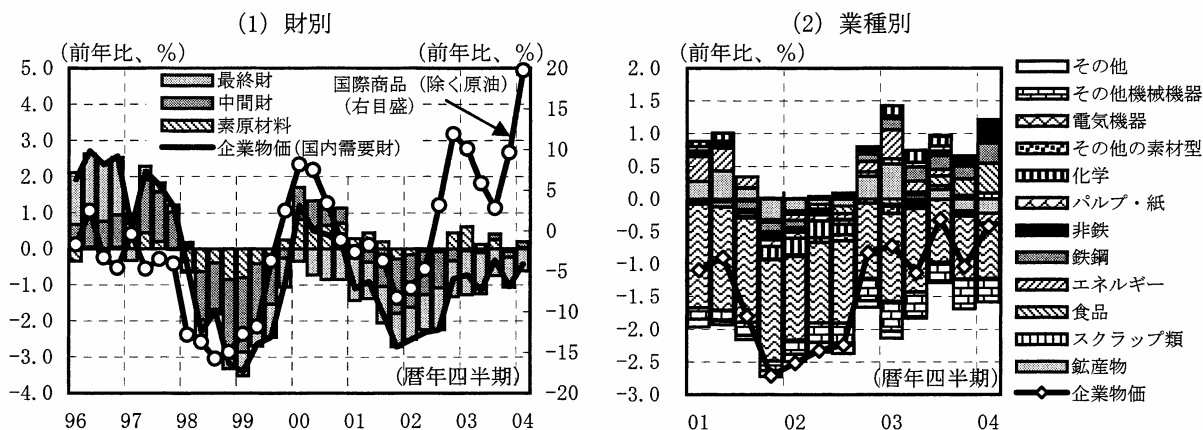 (1) 財別
(前年比、%)
(前年比、%)
5.0
4.0
3.0
2.0
1.0
0.0
-1.0
-2.0
-3.0
-4.0
最終財
中間財
素原材料
企業物価(国内需要財)
国際商品(除く原油)
(右目盛)
20
15
10
5
0
-5
-10
-15
-20
(暦年四半期)
96
97
98
99
00
01
02
03
04
(2) 業種別
(前年比、%)
2.0
1.5
1.0
0.5
0.0
-0.5
-1.0
-1.5
-2.0
-2.5
-3.0
(暦年四半期)
01
02
03
04
その他
その他機械機器
電気機器
その他の素材型
化学
パルプ・紙
非鉄
鉄鋼
エネルギー
食品
スクラップ類
鉱産物
企業物価